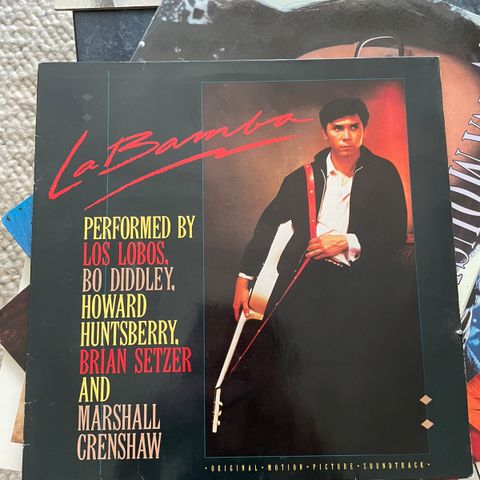 La Bamba
PERFORMED BY
LOS LOBOS,
BO DIDDLEY,
HOWARD
HUNTSBERRY,
BRIAN SETZER
AND
MARSHALL
CRENSHAW
· ORIGINAL · MOTION · PICTURE · SOUNDTRACK ·